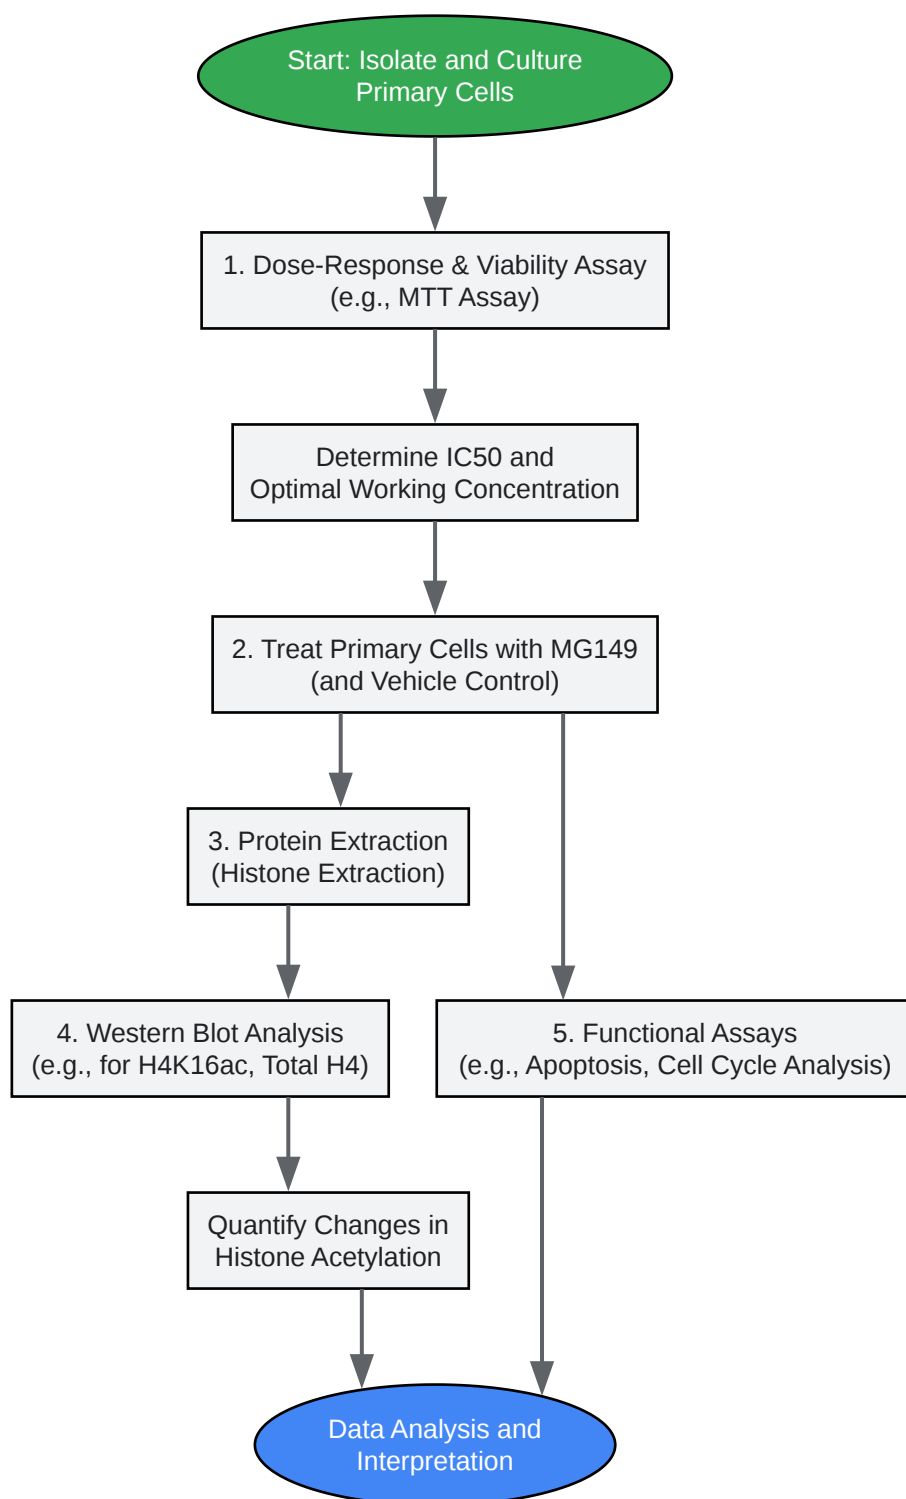 Start: Isolate and Culture
Primary Cells
1. Dose-Response & Viability Assay
(e.g., MTT Assay)
Determine IC50 and
Optimal Working Concentration
2. Treat Primary Cells with MG149
(and Vehicle Control)
3. Protein Extraction
(Histone Extraction)
4. Western Blot Analysis
(e.g., for H4K16ac, Total H4)
5. Functional Assays
(e.g., Apoptosis, Cell Cycle Analysis)
Quantify Changes in
Histone Acetylation
Data Analysis and
Interpretation